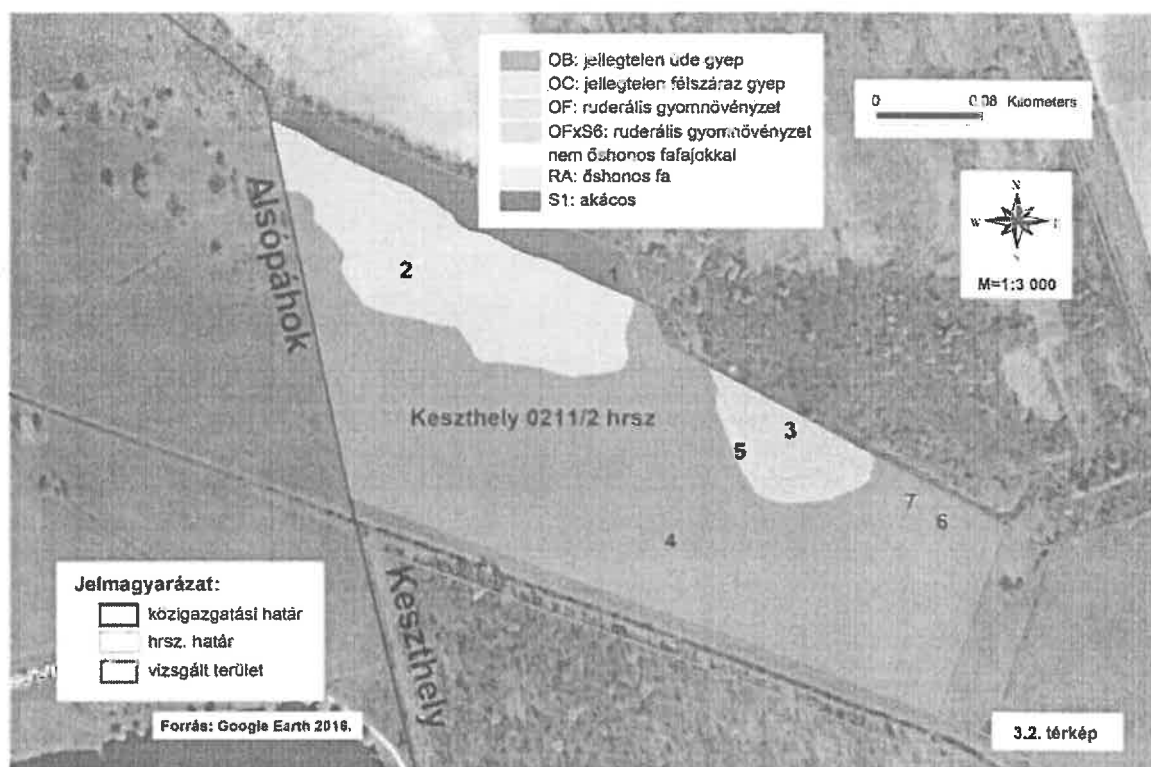 OB: jellegtelen üde gyep
OC: jellegtelen félszáraz gyep
OF: ruderális gyomnövényzet
OFxS6: ruderális gyomnövényzet
nem őshonos fafajokkal
RA: őshonos fa
S1: akácos
0 0.08 Kilometers
N
W E
S
M=1:3 000
Alsópáhok
2
1
Keszthely 0211/2 hrsz
3
5
7
6
4
Keszthely
Jelmagyarázat:
közigazgatási határ
hrsz. határ
vizsgált terület
Forrás: Google Earth 2016.
3.2. térkép